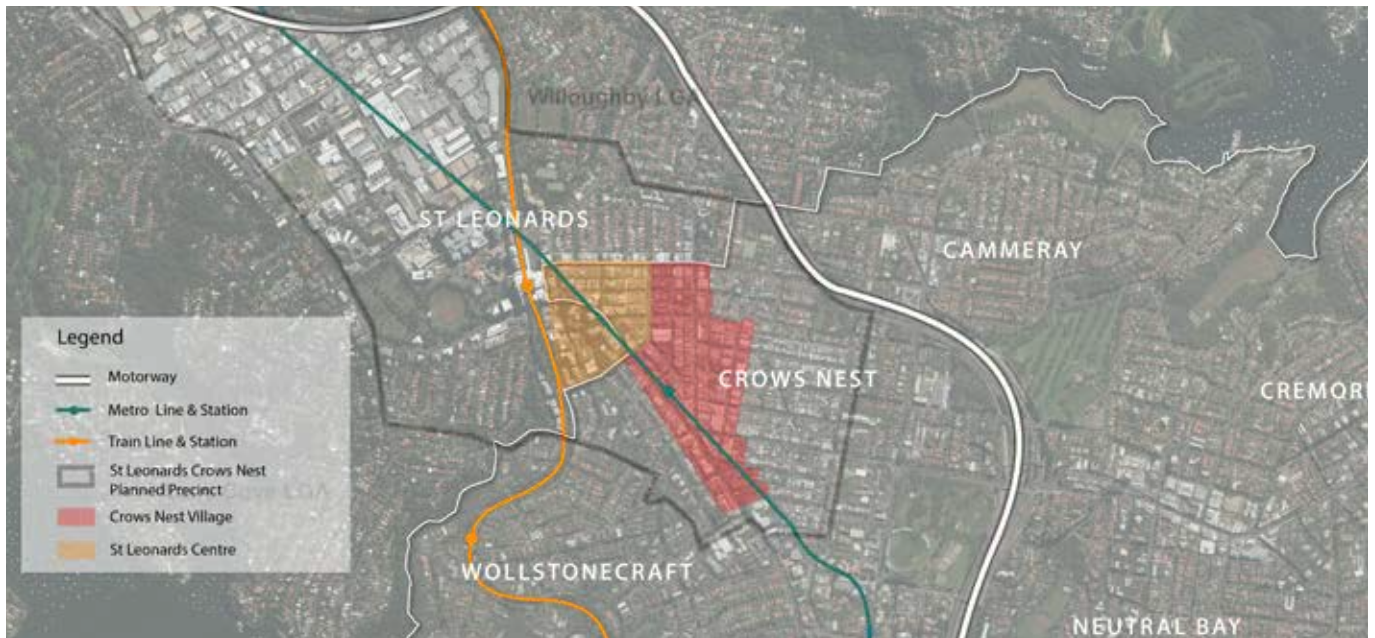 Willoughby LGA
ST LEONARDS
CAMMERAY
CROWS NEST
CREMOR
WOLLSTONECRAFT
NEUTRAL BAY
Legend
Motorway
Metro Line & Station
Train Line & Station
St Leonards Crows Nest
Planned Precinct
Crows Nest Village
St Leonards Centre